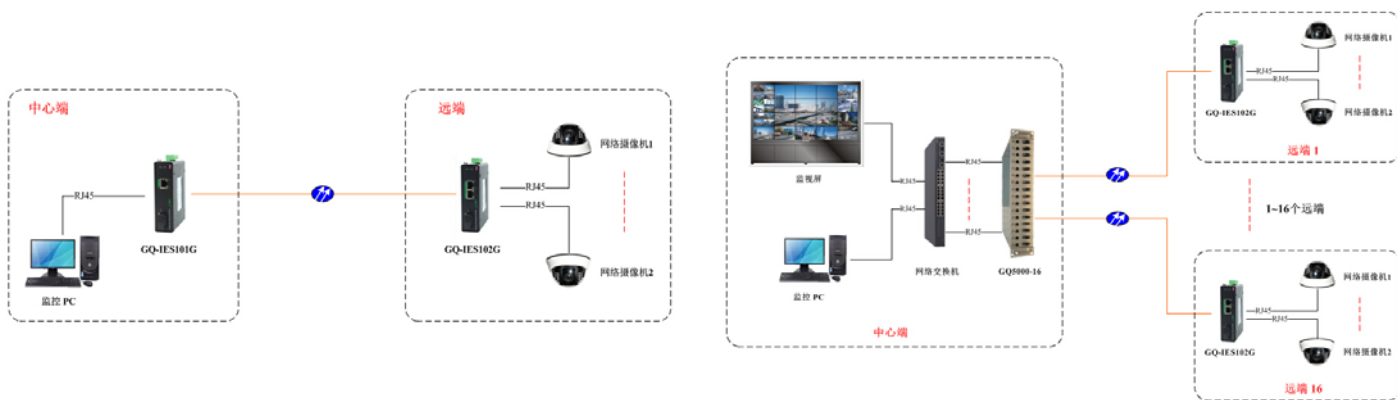 中心端
RJ45
GQ-IES101G
监控 PC
远端
网络摄像机1
RJ45
RJ45
GQ-IES102G
网络摄像机2
监视屏
RJ45
RJ45
RJ45
RJ45
监控 PC
网络交换机
GQ5000-16
中心端
网络摄像机1
RJ45
RJ45
GQ-IES102G
网络摄像机2
远端 1
1~16个远端
网络摄像机1
RJ45
RJ45
GQ-IES102G
网络摄像机2
远端 16